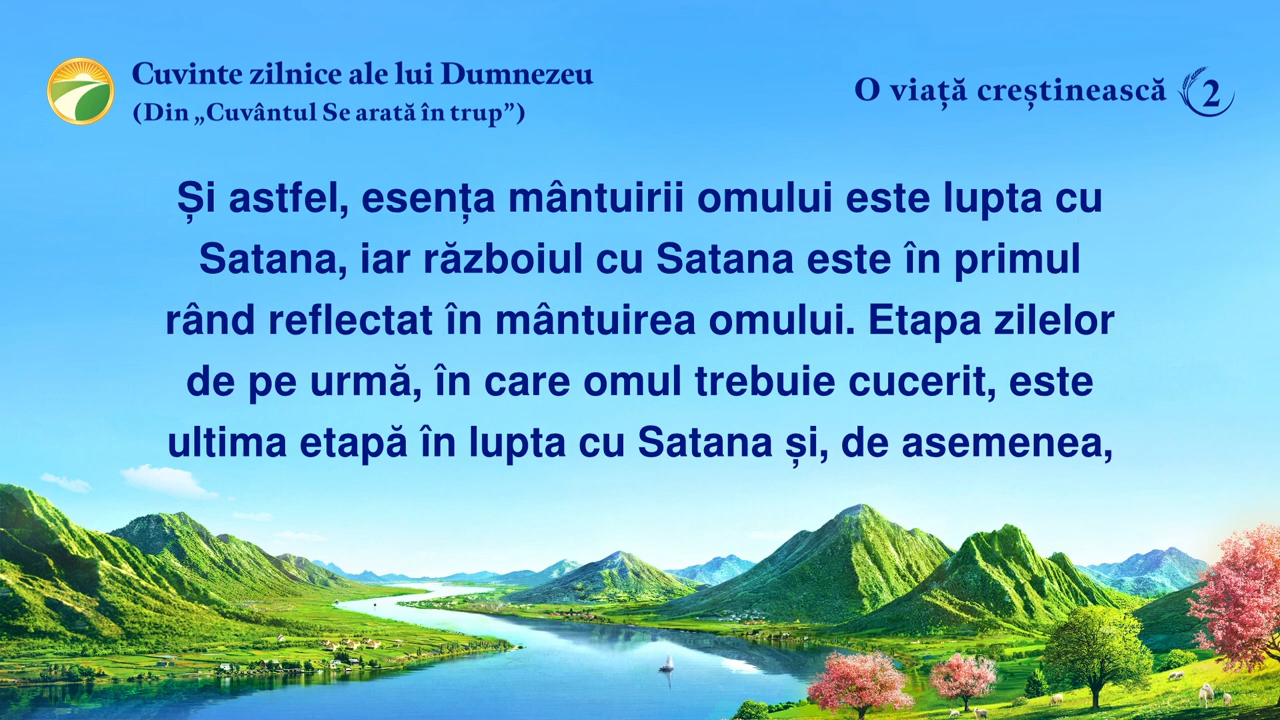 Cuvinte zilnice ale lui Dumnezeu
(Din „Cuvântul Se arată în trup”)
O viață creștinească 2
Și astfel, esența mântuirii omului este lupta cu
Satana, iar războiul cu Satana este în primul
rând reflectat în mântuirea omului. Etapa zilelor
de pe urmă, în care omul trebuie cucerit, este
ultima etapă în lupta cu Satana și, de asemenea,